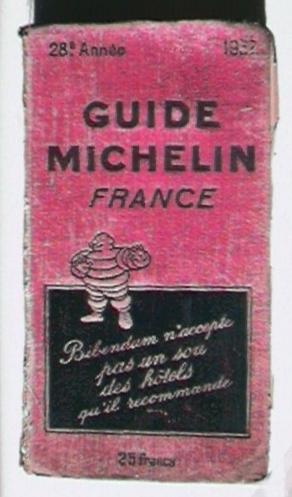 28ᵉ Année 1932
GUIDE
MICHELIN
FRANCE
Bibendum n'accepte
pas un sou
des hôtels
qu'il recommande
25 francs